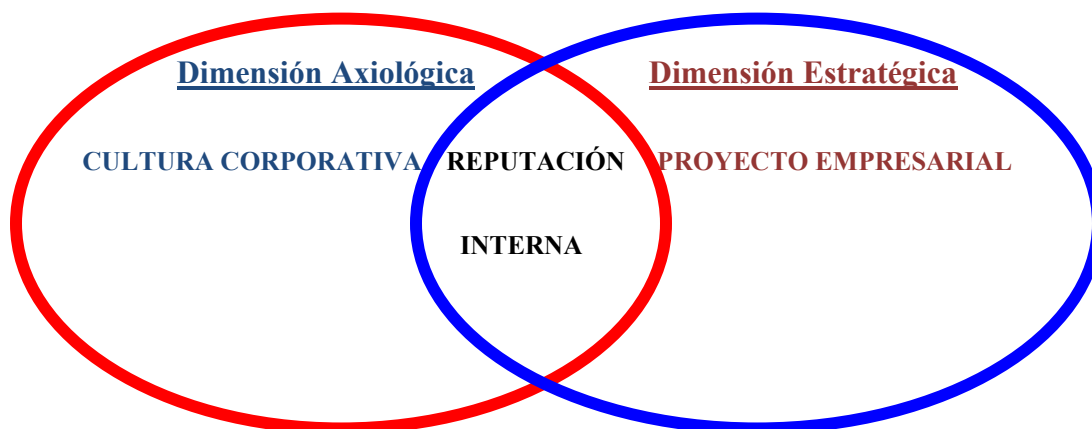 Dimensión Axiológica
Dimensión Estratégica
CULTURA CORPORATIVA
REPUTACIÓN
PROYECTO EMPRESARIAL
INTERNA